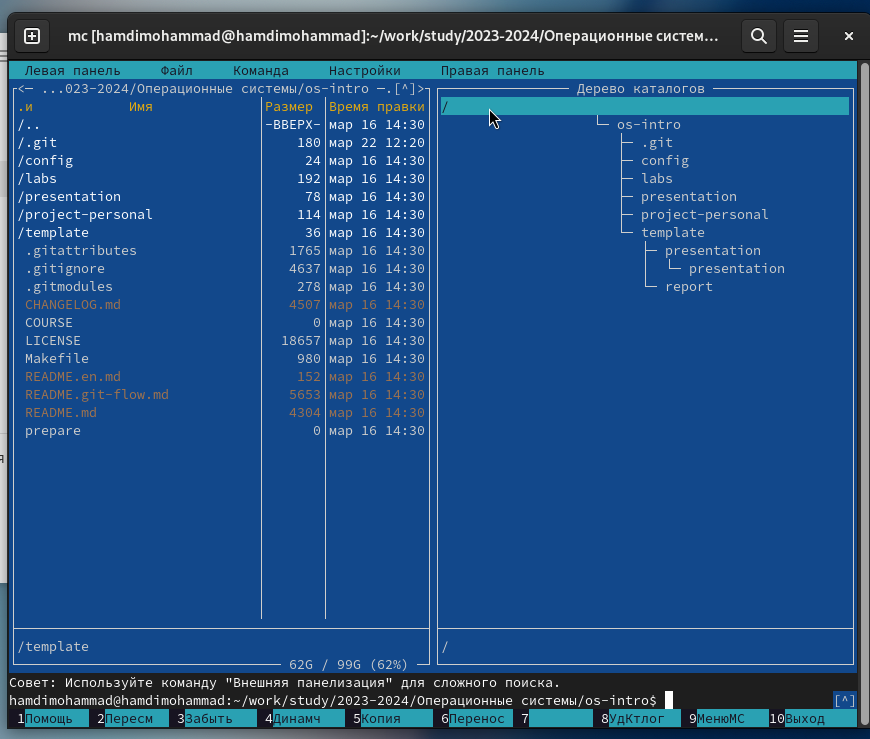 mc [hamdimohammad@hamdimohammad]:~/work/study/2023-2024/Операционные систем…
Левая панель Файл Команда Настройки Правая панель
<— ...023-2024/Операционные системы/os-intro —.[^]> Дерево каталогов
.и Имя Размер Время правки /
/.. -ВВЕРХ- мар 16 14:30 os-intro
/.git 180 мар 22 12:20 .git
/config 24 мар 16 14:30 config
/labs 192 мар 16 14:30 labs
/presentation 78 мар 16 14:30 presentation
/project-personal 114 мар 16 14:30 project-personal
/template 36 мар 16 14:30 template
.gitattributes 1765 мар 16 14:30 presentation
.gitignore 4637 мар 16 14:30 presentation
.gitmodules 278 мар 16 14:30 report
CHANGELOG.md 4507 мар 16 14:30
COURSE 0 мар 16 14:30
LICENSE 18657 мар 16 14:30
Makefile 980 мар 16 14:30
README.en.md 152 мар 16 14:30
README.git-flow.md 5653 мар 16 14:30
README.md 4304 мар 16 14:30
prepare 0 мар 16 14:30
/template /
62G / 99G (62%)
Совет: Используйте команду "Внешняя панелизация" для сложного поиска.
hamdimohammad@hamdimohammad:~/work/study/2023-2024/Операционные системы/os-intro$ [^]
1Помощь 2Пересм 3Забыть 4Динамч 5Копия 6Перенос 7 8УдКтлог 9МенюМС 10Выход